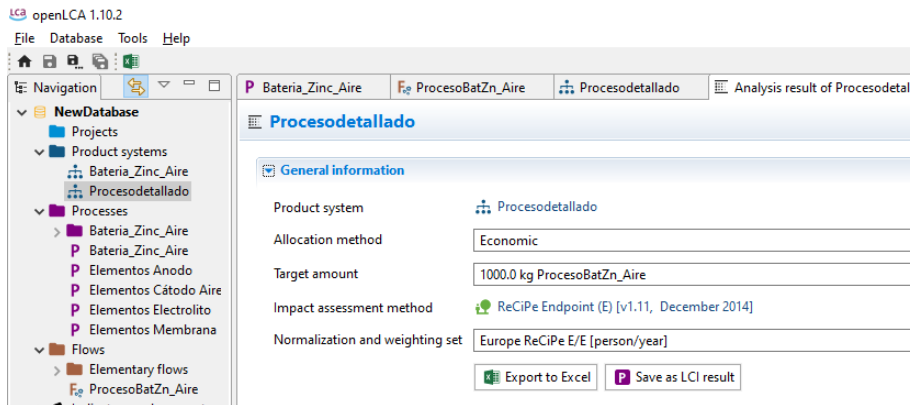 LCA openLCA 1.10.2
File Database Tools Help
Navigation
Bateria_Zinc_Aire ProcesoBatZn_Aire Procesodetallado Analysis result of Procesodetal
NewDatabase
Projects
Product systems
Bateria_Zinc_Aire
Procesodetallado
Processes
Bateria_Zinc_Aire
P Bateria_Zinc_Aire
P Elementos Anodo
P Elementos Cátodo Aire
P Elementos Electrolito
P Elementos Membrana
Flows
Elementary flows
ProcesoBatZn_Aire
Procesodetallado
General information
Product system Procesodetallado
Allocation method Economic
Target amount 1000.0 kg ProcesoBatZn_Aire
Impact assessment method ReCiPe Endpoint (E) [v1.11, December 2014]
Normalization and weighting set Europe ReCiPe E/E [person/year]
Export to Excel P Save as LCI result